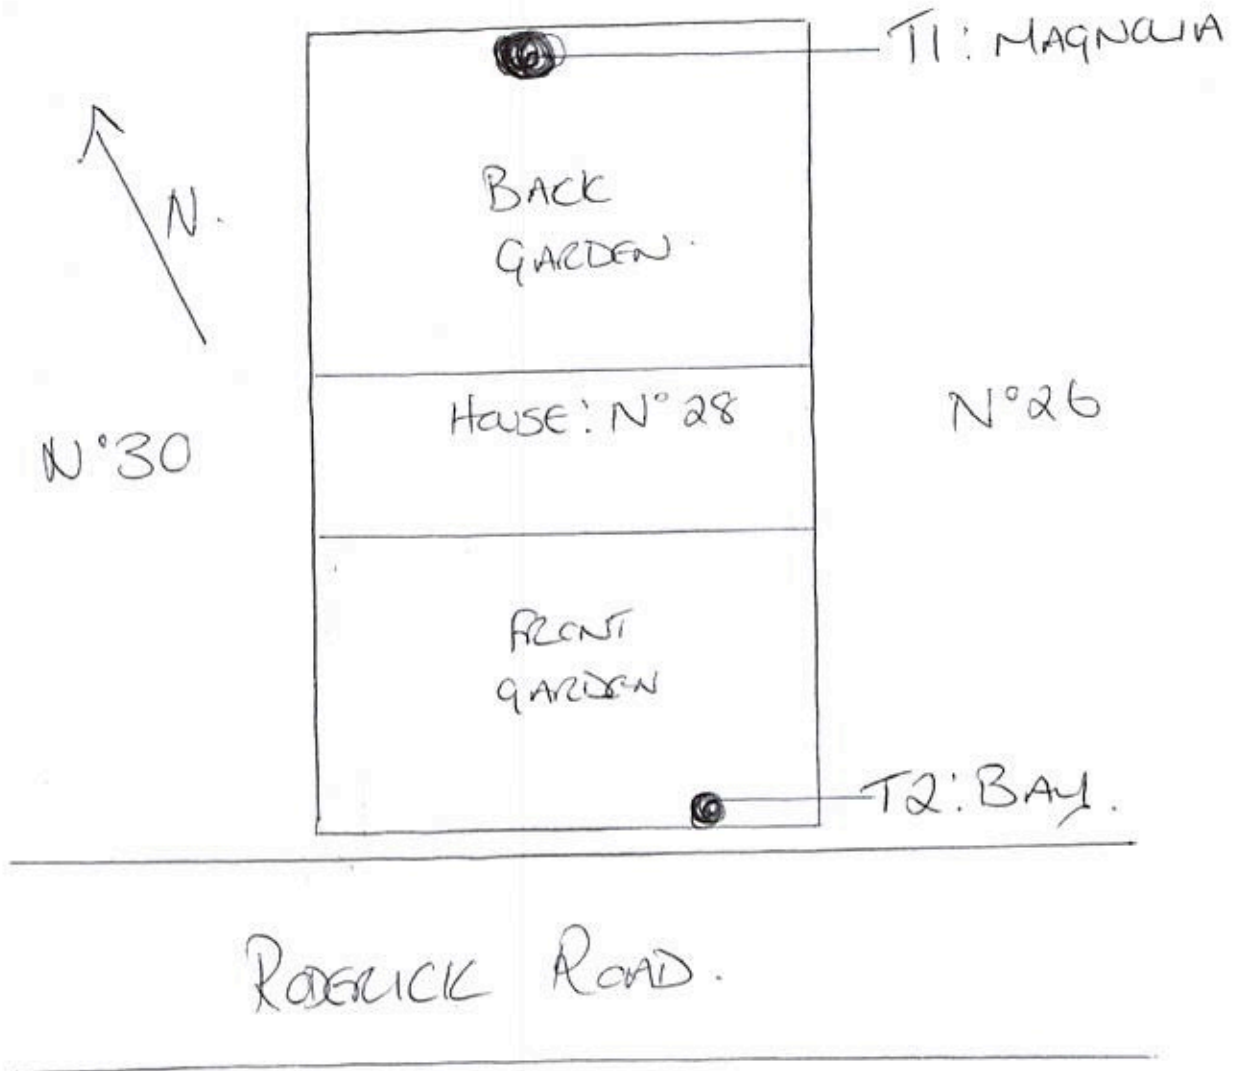 T1: MAGNOLIA
N.
BACK
GARDEN.
HOUSE: N° 28
N°26
N°30
FRONT
GARDEN
T2: BAY.
RODERICK ROAD.